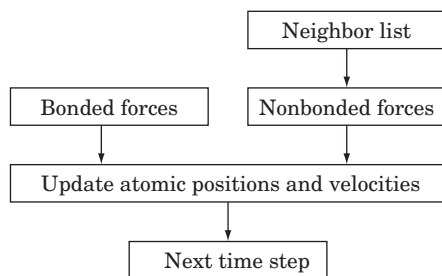 Neighbor list
Bonded forces
Nonbonded forces
Update atomic positions and velocities
Next time step